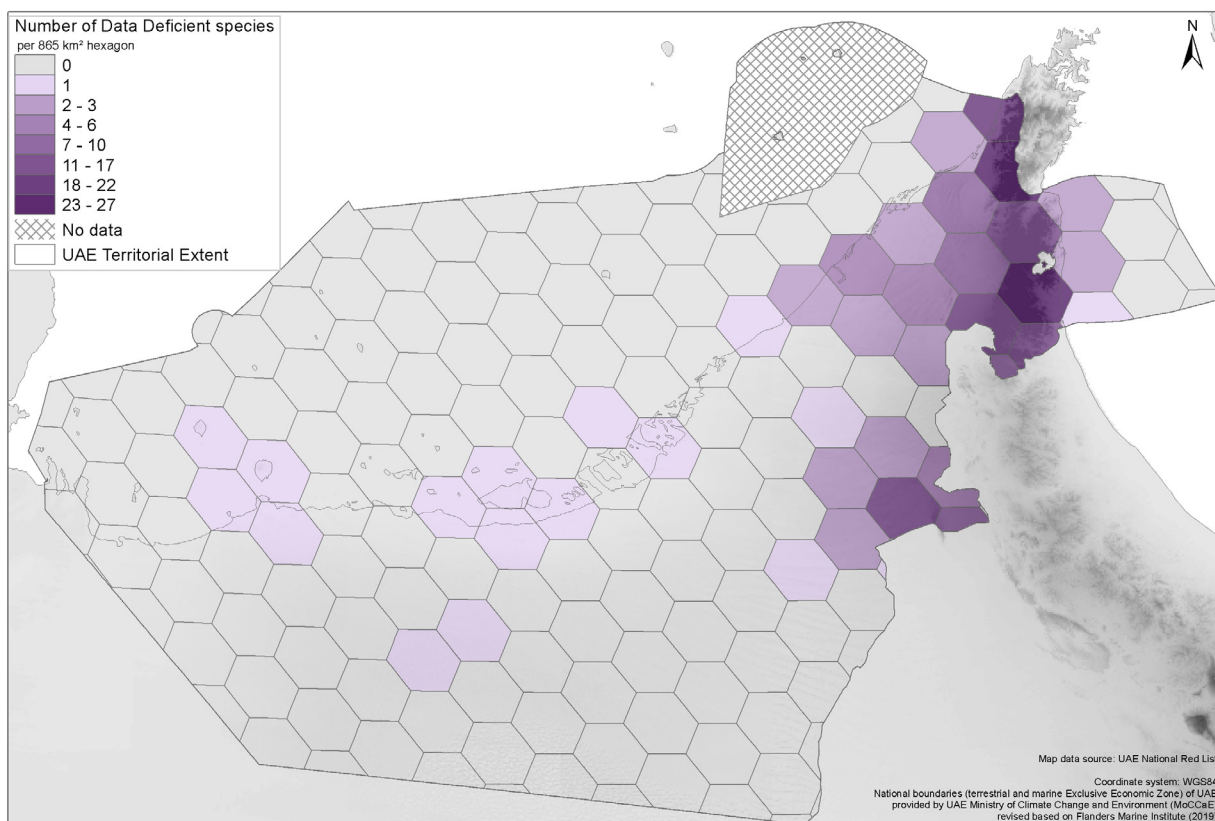 Number of Data Deficient species
per 865 km² hexagon
0
1
2 - 3
4 - 6
7 - 10
11 - 17
18 - 22
23 - 27
No data
UAE Territorial Extent
N
Map data source: UAE National Red List
Coordinate system: WGS84
National boundaries (terrestrial and marine Exclusive Economic Zone) of UAE
provided by UAE Ministry of Climate Change and Environment (MoCCaE)
revised based on Flanders Marine Institute (2019)